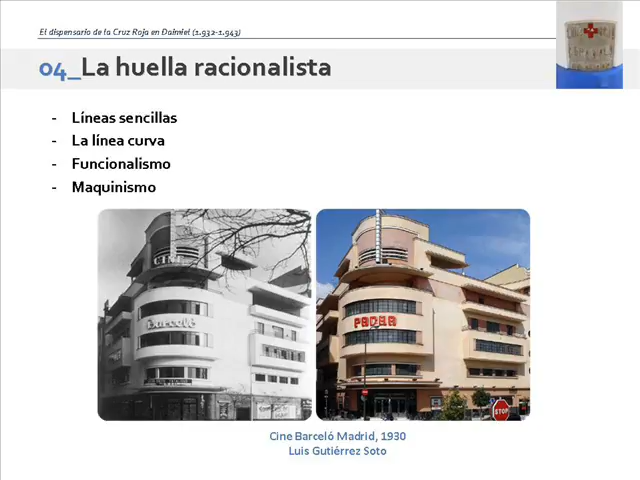 El dispensario de la Cruz Roja en Daimiel (1.932-1.943)
04_La huella racionalista
- Líneas sencillas
- La línea curva
- Funcionalismo
- Maquinismo
CINE
Barceló
PACHA
STOP
Cine Barceló Madrid, 1930
Luis Gutiérrez Soto